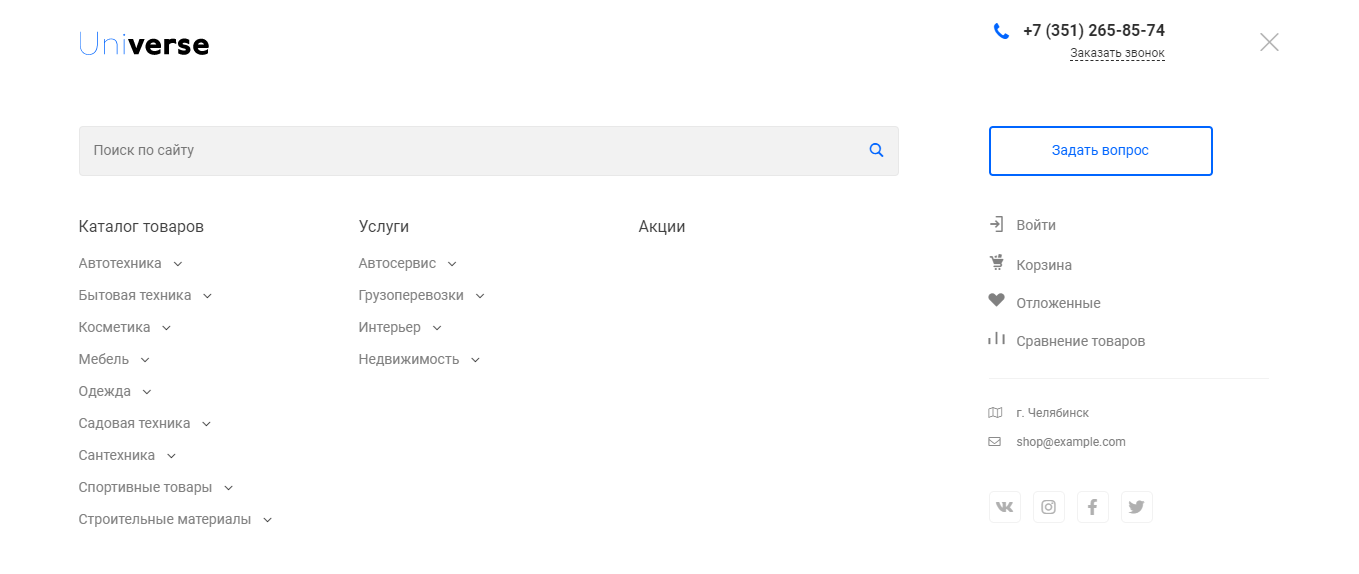 Universe
+7 (351) 265-85-74
Заказать звонок
Поиск по сайту
Задать вопрос
Каталог товаров
Автотехника
Бытовая техника
Косметика
Мебель
Одежда
Садовая техника
Сантехника
Спортивные товары
Строительные материалы
Услуги
Автосервис
Грузоперевозки
Интерьер
Недвижимость
Акции
Войти
Корзина
Отложенные
Сравнение товаров
г. Челябинск
shop@example.com